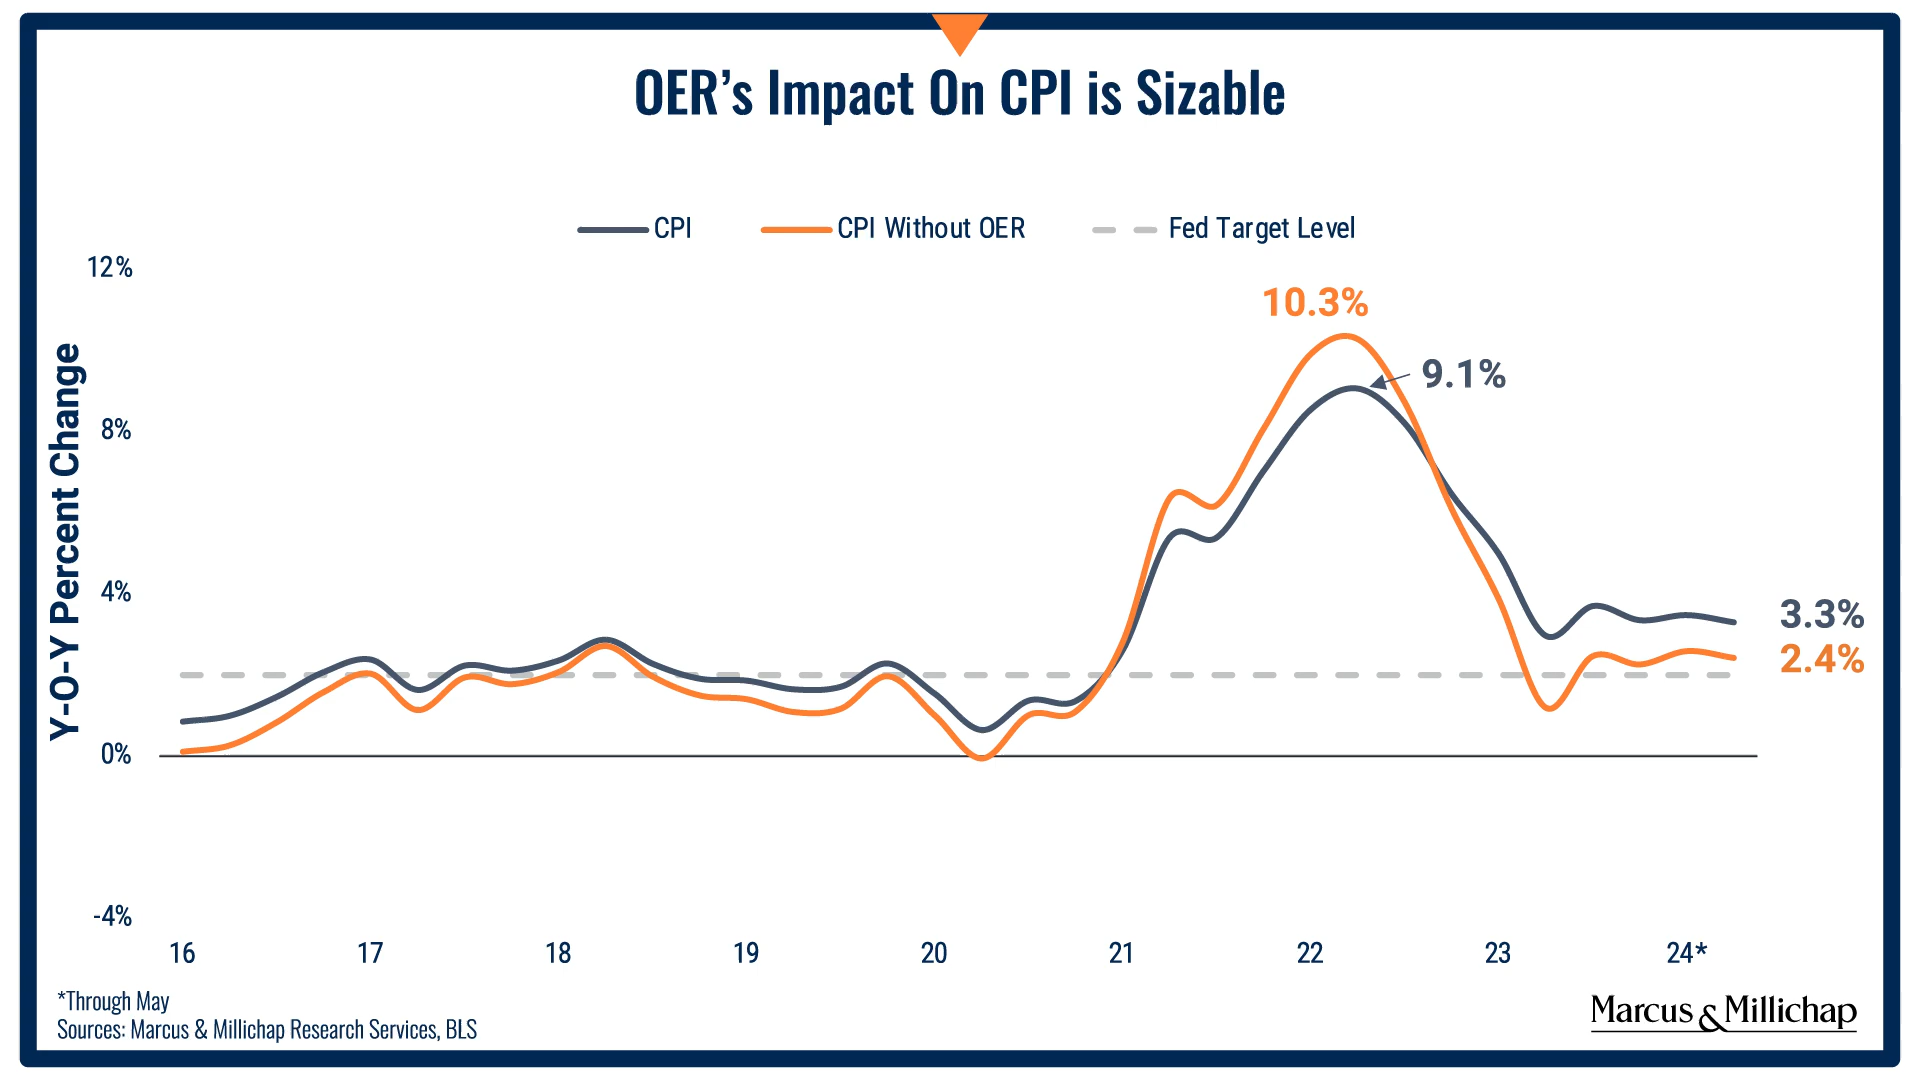 OER’s Impact On CPI is Sizable
CPI
CPI Without OER
Fed Target Level
Y-O-Y Percent Change
12%
8%
4%
0%
-4%
10.3%
9.1%
3.3%
2.4%
16 17 18 19 20 21 22 23 24*
*Through May
Sources: Marcus & Millichap Research Services, BLS
Marcus & Millichap